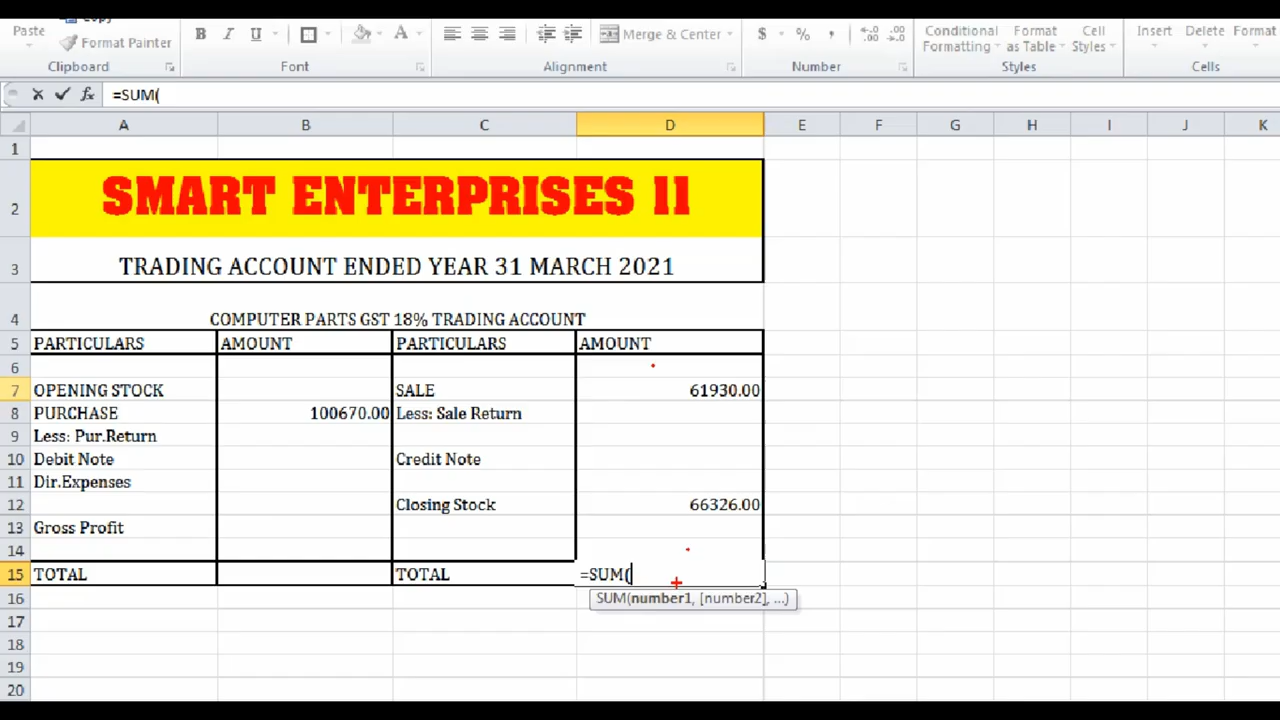 Paste Copy
Format Painter
B I U A Merge & Center $ % , Conditional Formatting Format as Table Cell Styles Insert Delete Format
Clipboard Font Alignment Number Styles Cells
fx =SUM(
A B C D E F G H I J K
1
2 SMART ENTERPRISES 11
3 TRADING ACCOUNT ENDED YEAR 31 MARCH 2021
4 COMPUTER PARTS GST 18% TRADING ACCOUNT
5 PARTICULARS AMOUNT PARTICULARS AMOUNT
6
7 OPENING STOCK SALE 61930.00
8 PURCHASE 100670.00 Less: Sale Return
9 Less: Pur.Return
10 Debit Note Credit Note
11 Dir.Expenses
12 Closing Stock 66326.00
13 Gross Profit
14
15 TOTAL TOTAL =SUM(
16 SUM(number1, [number2], ...)
17
18
19
20